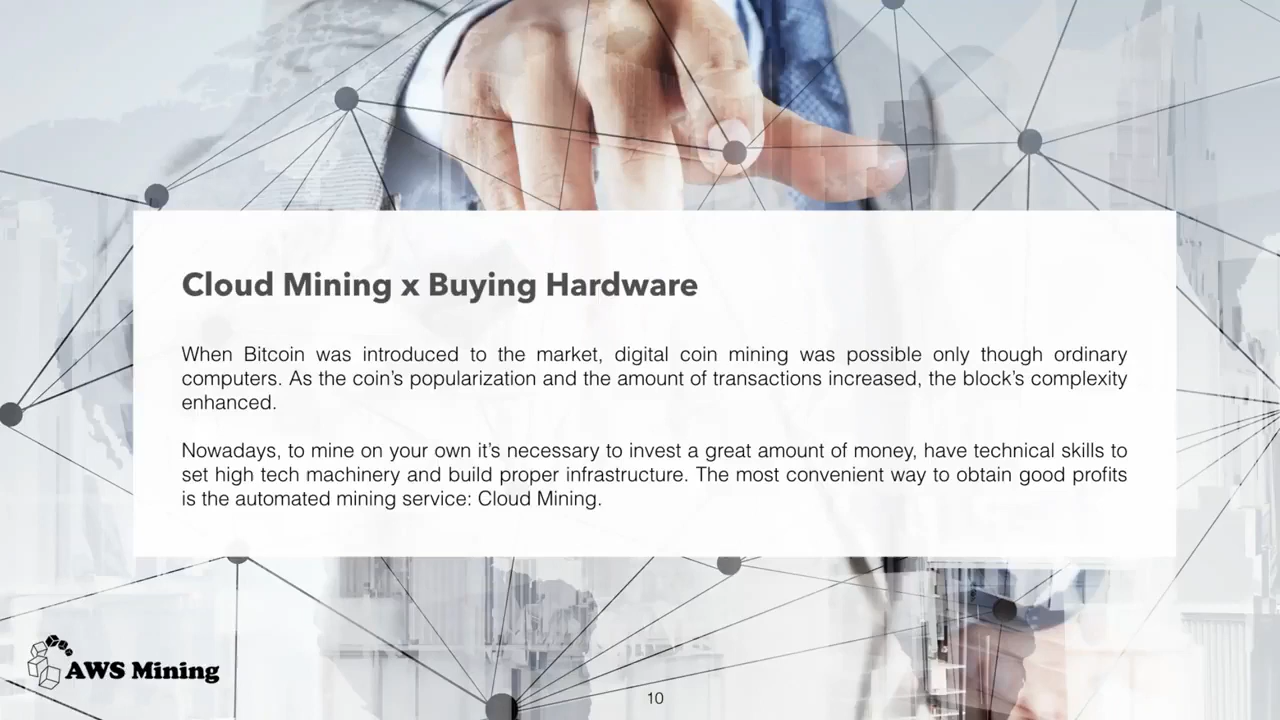 Cloud Mining x Buying Hardware
When Bitcoin was introduced to the market, digital coin mining was possible only though ordinary
computers. As the coin’s popularization and the amount of transactions increased, the block’s complexity
enhanced.
Nowadays, to mine on your own it’s necessary to invest a great amount of money, have technical skills to
set high tech machinery and build proper infrastructure. The most convenient way to obtain good profits
is the automated mining service: Cloud Mining.
AWS Mining
10